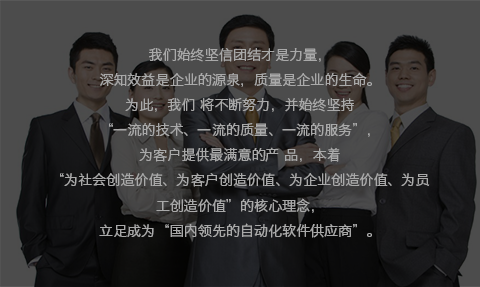 我们始终坚信团结才是力量，
深知效益是企业的源泉，质量是企业的生命。
为此，我们 将不断努力，并始终坚持
“一流的技术、一流的质量、一流的服务”，
为客户提供最满意的产 品，本着
“为社会创造价值、为客户创造价值、为企业创造价值、为员
工创造价值”的核心理念，
立足成为“国内领先的自动化软件供应商”。